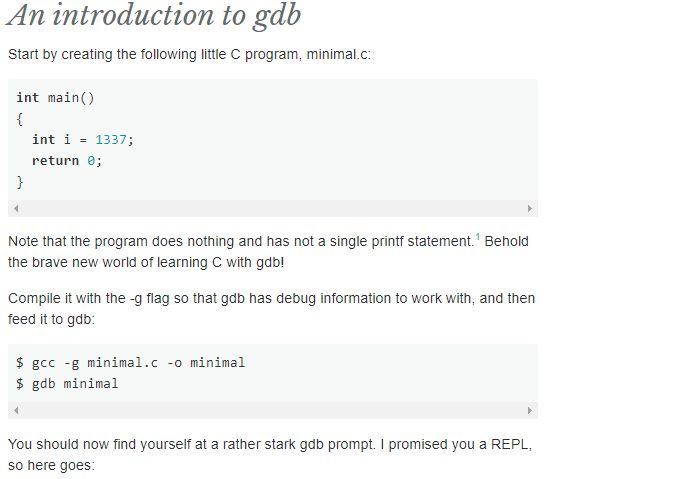 An introduction to gdb
Start by creating the following little C program, minimal.c:
int main()
{
  int i = 1337;
  return 0;
}
Note that the program does nothing and has not a single printf statement.¹ Behold
the brave new world of learning C with gdb!
Compile it with the -g flag so that gdb has debug information to work with, and then
feed it to gdb:
$ gcc -g minimal.c -o minimal
$ gdb minimal
You should now find yourself at a rather stark gdb prompt. I promised you a REPL,
so here goes: